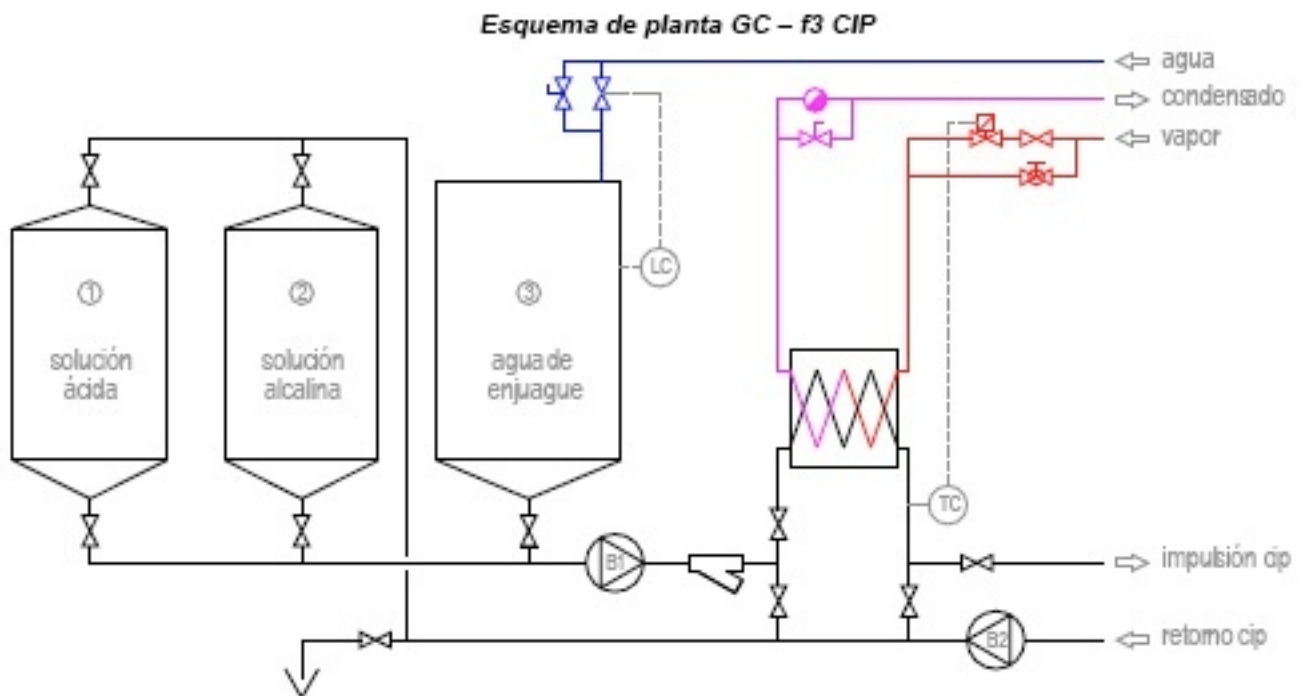 Esquema de planta GC – f3 CIP
agua
condensado
vapor
LC
①
solución
ácida
②
solución
alcalina
③
agua de
enjuague
TC
B1
impulsión cip
B2
retorno cip